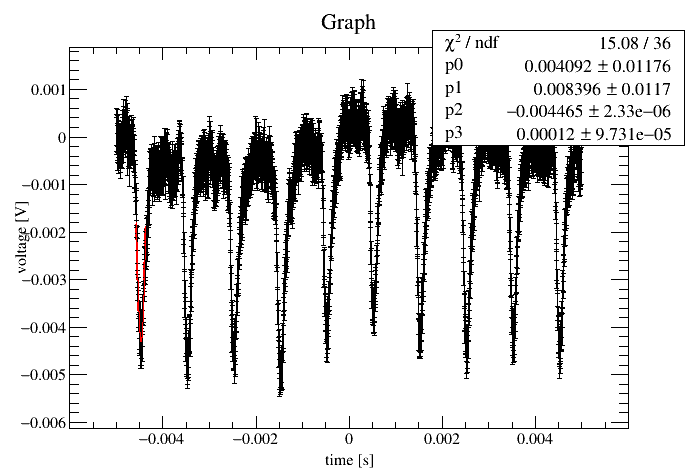 Graph
χ² / ndf 15.08 / 36
p0 0.004092 ± 0.01176
p1 0.008396 ± 0.0117
p2 −0.004465 ± 2.33e−06
p3 0.00012 ± 9.731e−05
0.001
0
−0.001
−0.002
−0.003
−0.004
−0.005
−0.006
voltage [V]
−0.004 −0.002 0 0.002 0.004
time [s]